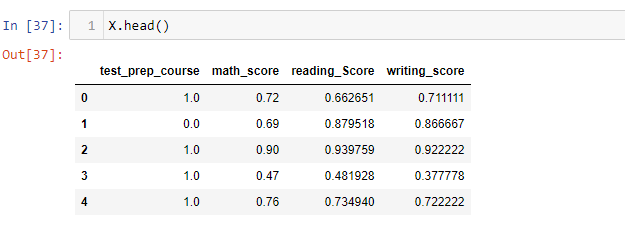 In [37]: 1 X.head()
Out[37]:
test_prep_course math_score reading_Score writing_score
0 1.0 0.72 0.662651 0.711111
1 0.0 0.69 0.879518 0.866667
2 1.0 0.90 0.939759 0.922222
3 1.0 0.47 0.481928 0.377778
4 1.0 0.76 0.734940 0.722222